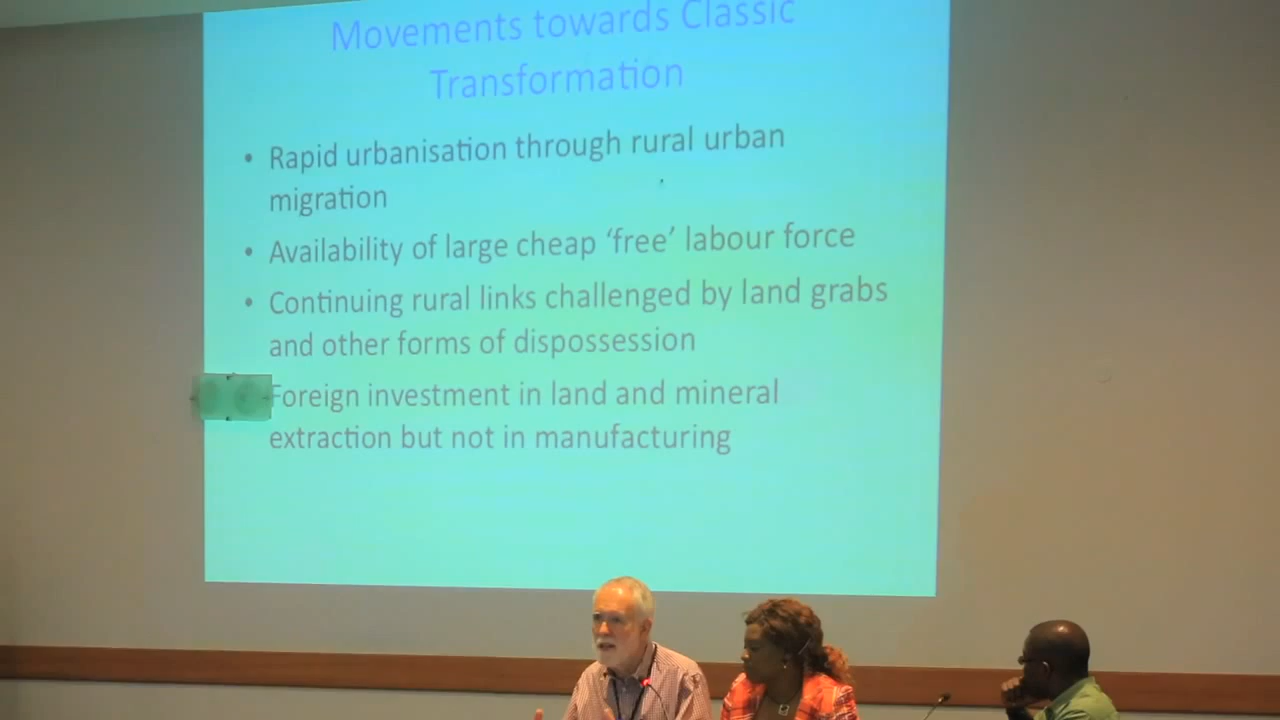 Movements towards Classic
Transformation
• Rapid urbanisation through rural urban
migration
• Availability of large cheap ‘free’ labour force
• Continuing rural links challenged by land grabs
and other forms of dispossession
Foreign investment in land and mineral
extraction but not in manufacturing